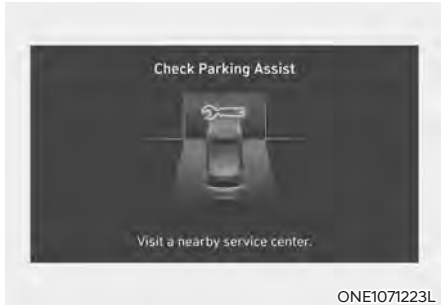 Check Parking Assist
Visit a nearby service center.
ONE1071223L